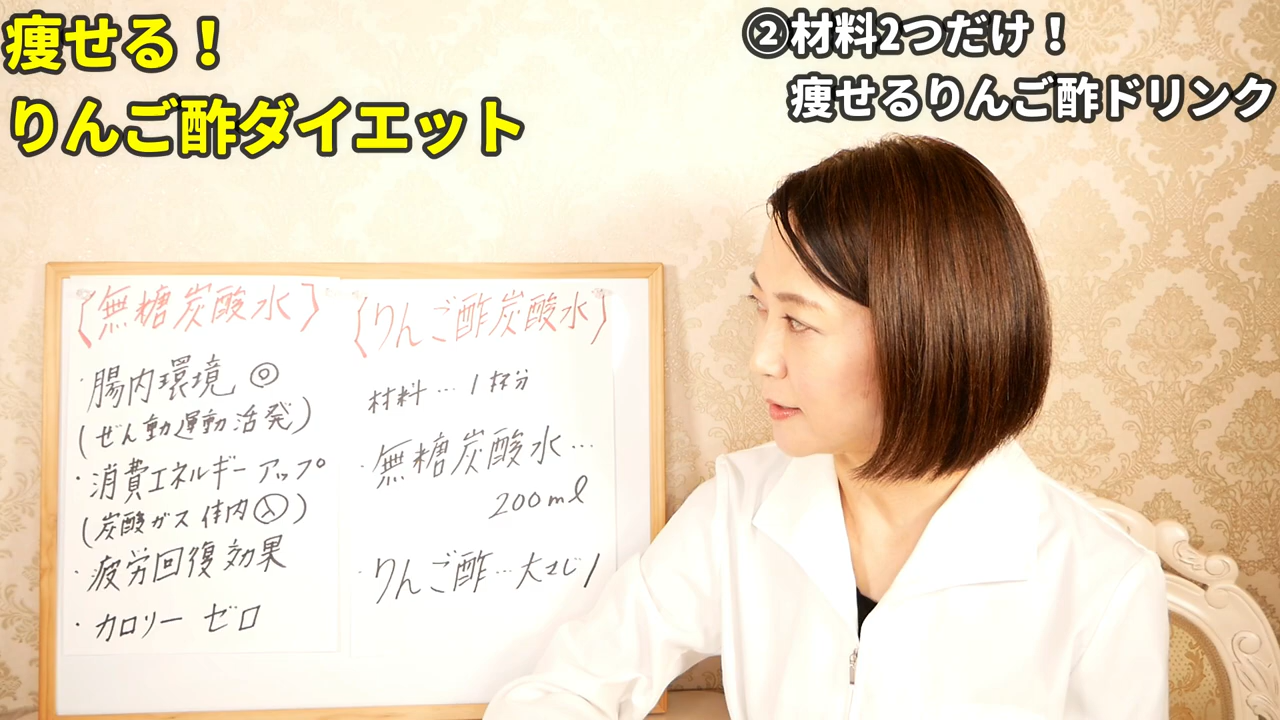 痩せる！
りんご酢ダイエット
②材料2つだけ！
痩せるりんご酢ドリンク
〔無糖炭酸水〕
・腸内環境 ◎
(ぜん動運動活発)
・消費エネルギーアップ
(炭酸ガス体内㊅)
・疲労回復効果
・カロリーゼロ
〔りんご酢炭酸水〕
材料…1杯分
・無糖炭酸水…
200ml
・りんご酢…大さじ1